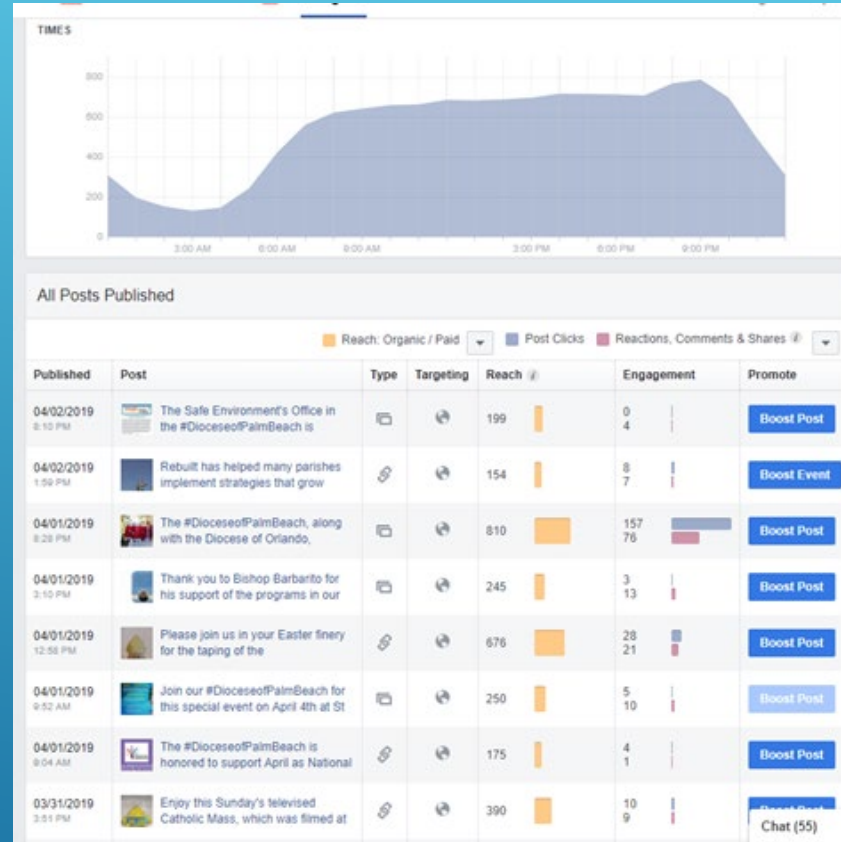 TIMES
800
600
400
200
0
3:00 AM 6:00 AM 9:00 AM 3:00 PM 6:00 PM 9:00 PM
All Posts Published
Reach: Organic / Paid Post Clicks Reactions, Comments & Shares i
Published Post Type Targeting Reach i Engagement Promote
04/02/2019
8:10 PM
The Safe Environment's Office in
the #DioceseofPalmBeach is
199
0
4
Boost Post
04/02/2019
1:59 PM
Rebuilt has helped many parishes
implement strategies that grow
154
8
7
Boost Event
04/01/2019
8:28 PM
The #DioceseofPalmBeach, along
with the Diocese of Orlando,
810
157
76
Boost Post
04/01/2019
3:10 PM
Thank you to Bishop Barbarito for
his support of the programs in our
245
3
13
Boost Post
04/01/2019
12:56 PM
Please join us in your Easter finery
for the taping of the
676
28
21
Boost Post
04/01/2019
9:52 AM
Join our #DioceseofPalmBeach for
this special event on April 4th at St
250
5
10
Boost Post
04/01/2019
9:04 AM
The #DioceseofPalmBeach is
honored to support April as National
175
4
1
Boost Post
03/31/2019
3:51 PM
Enjoy this Sunday's televised
Catholic Mass, which was filmed at
390
10
9
Boost Post
Chat (55)